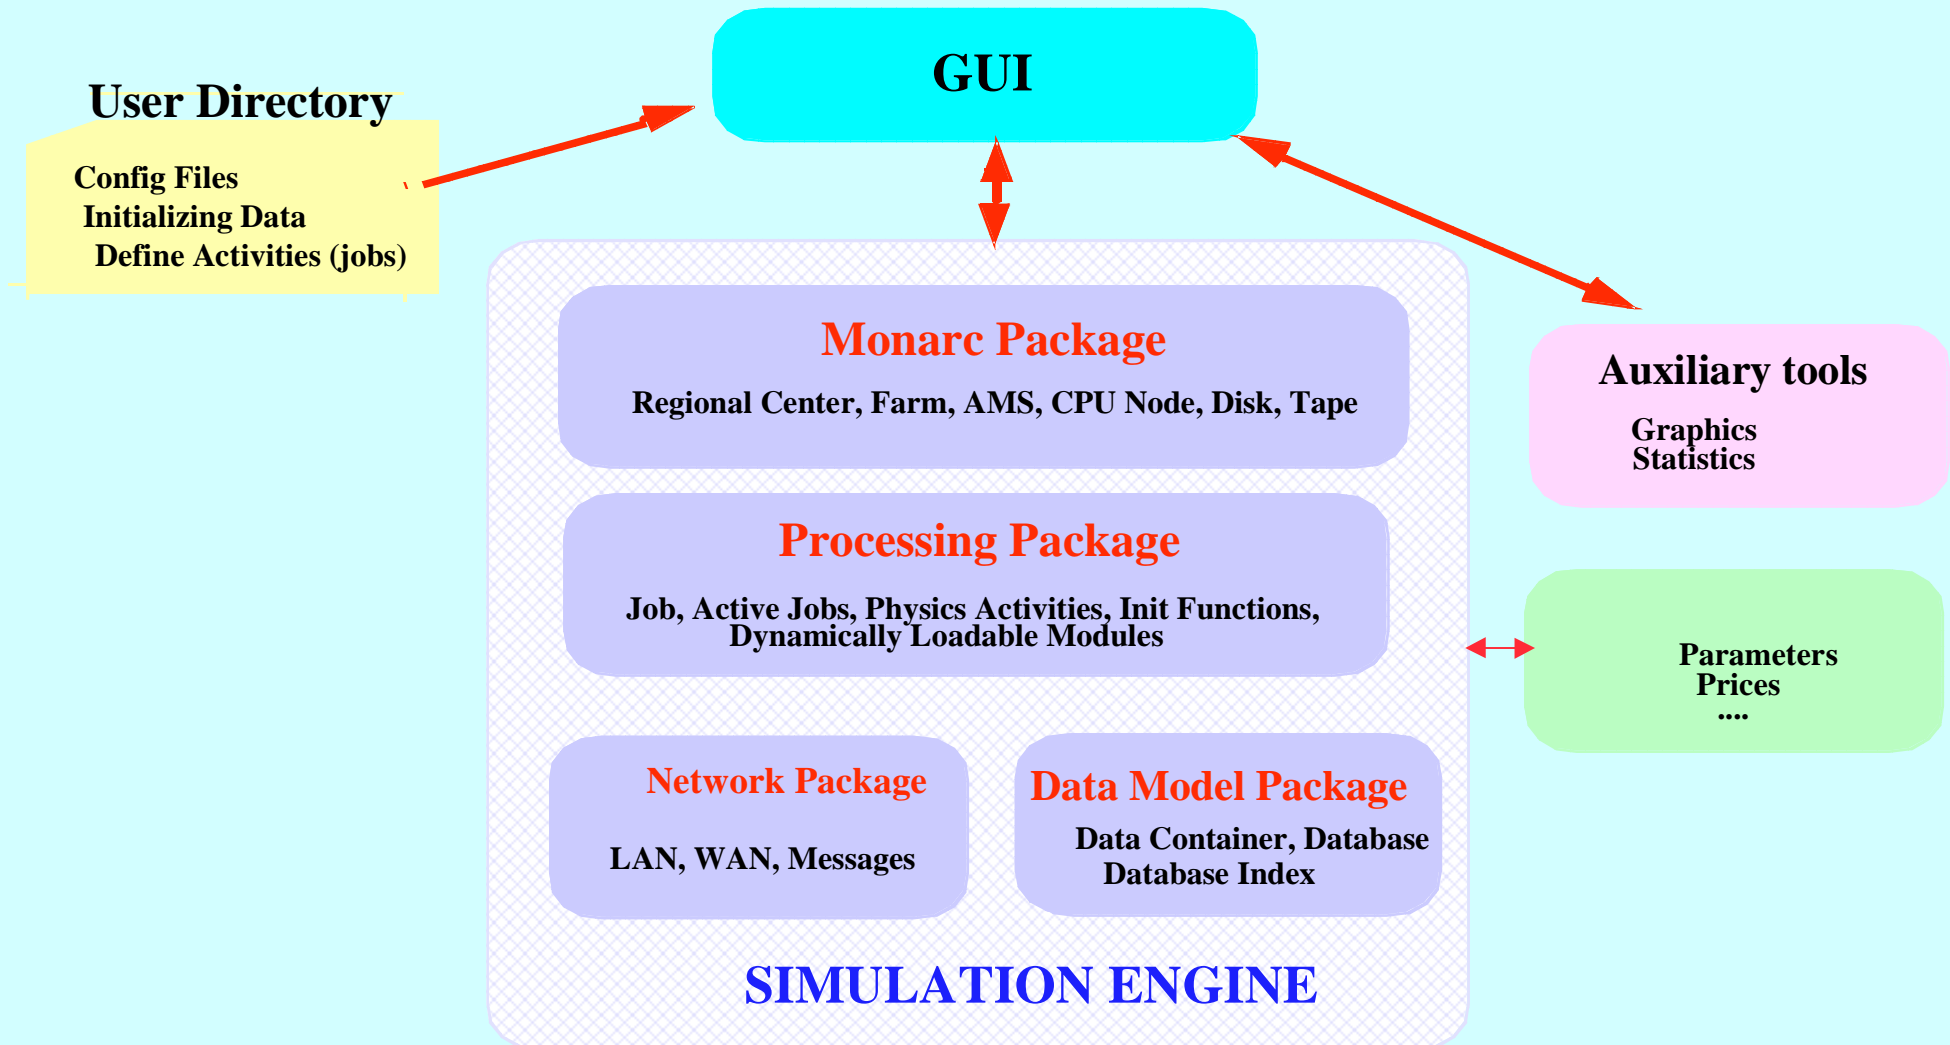 GUI
User Directory
Config Files
Initializing Data
Define Activities (jobs)
Monarc Package
Regional Center, Farm, AMS, CPU Node, Disk, Tape
Auxiliary tools
Graphics
Statistics
Processing Package
Job, Active Jobs, Physics Activities, Init Functions,
Dynamically Loadable Modules
Parameters
Prices
....
Network Package
LAN, WAN, Messages
Data Model Package
Data Container, Database
Database Index
SIMULATION ENGINE